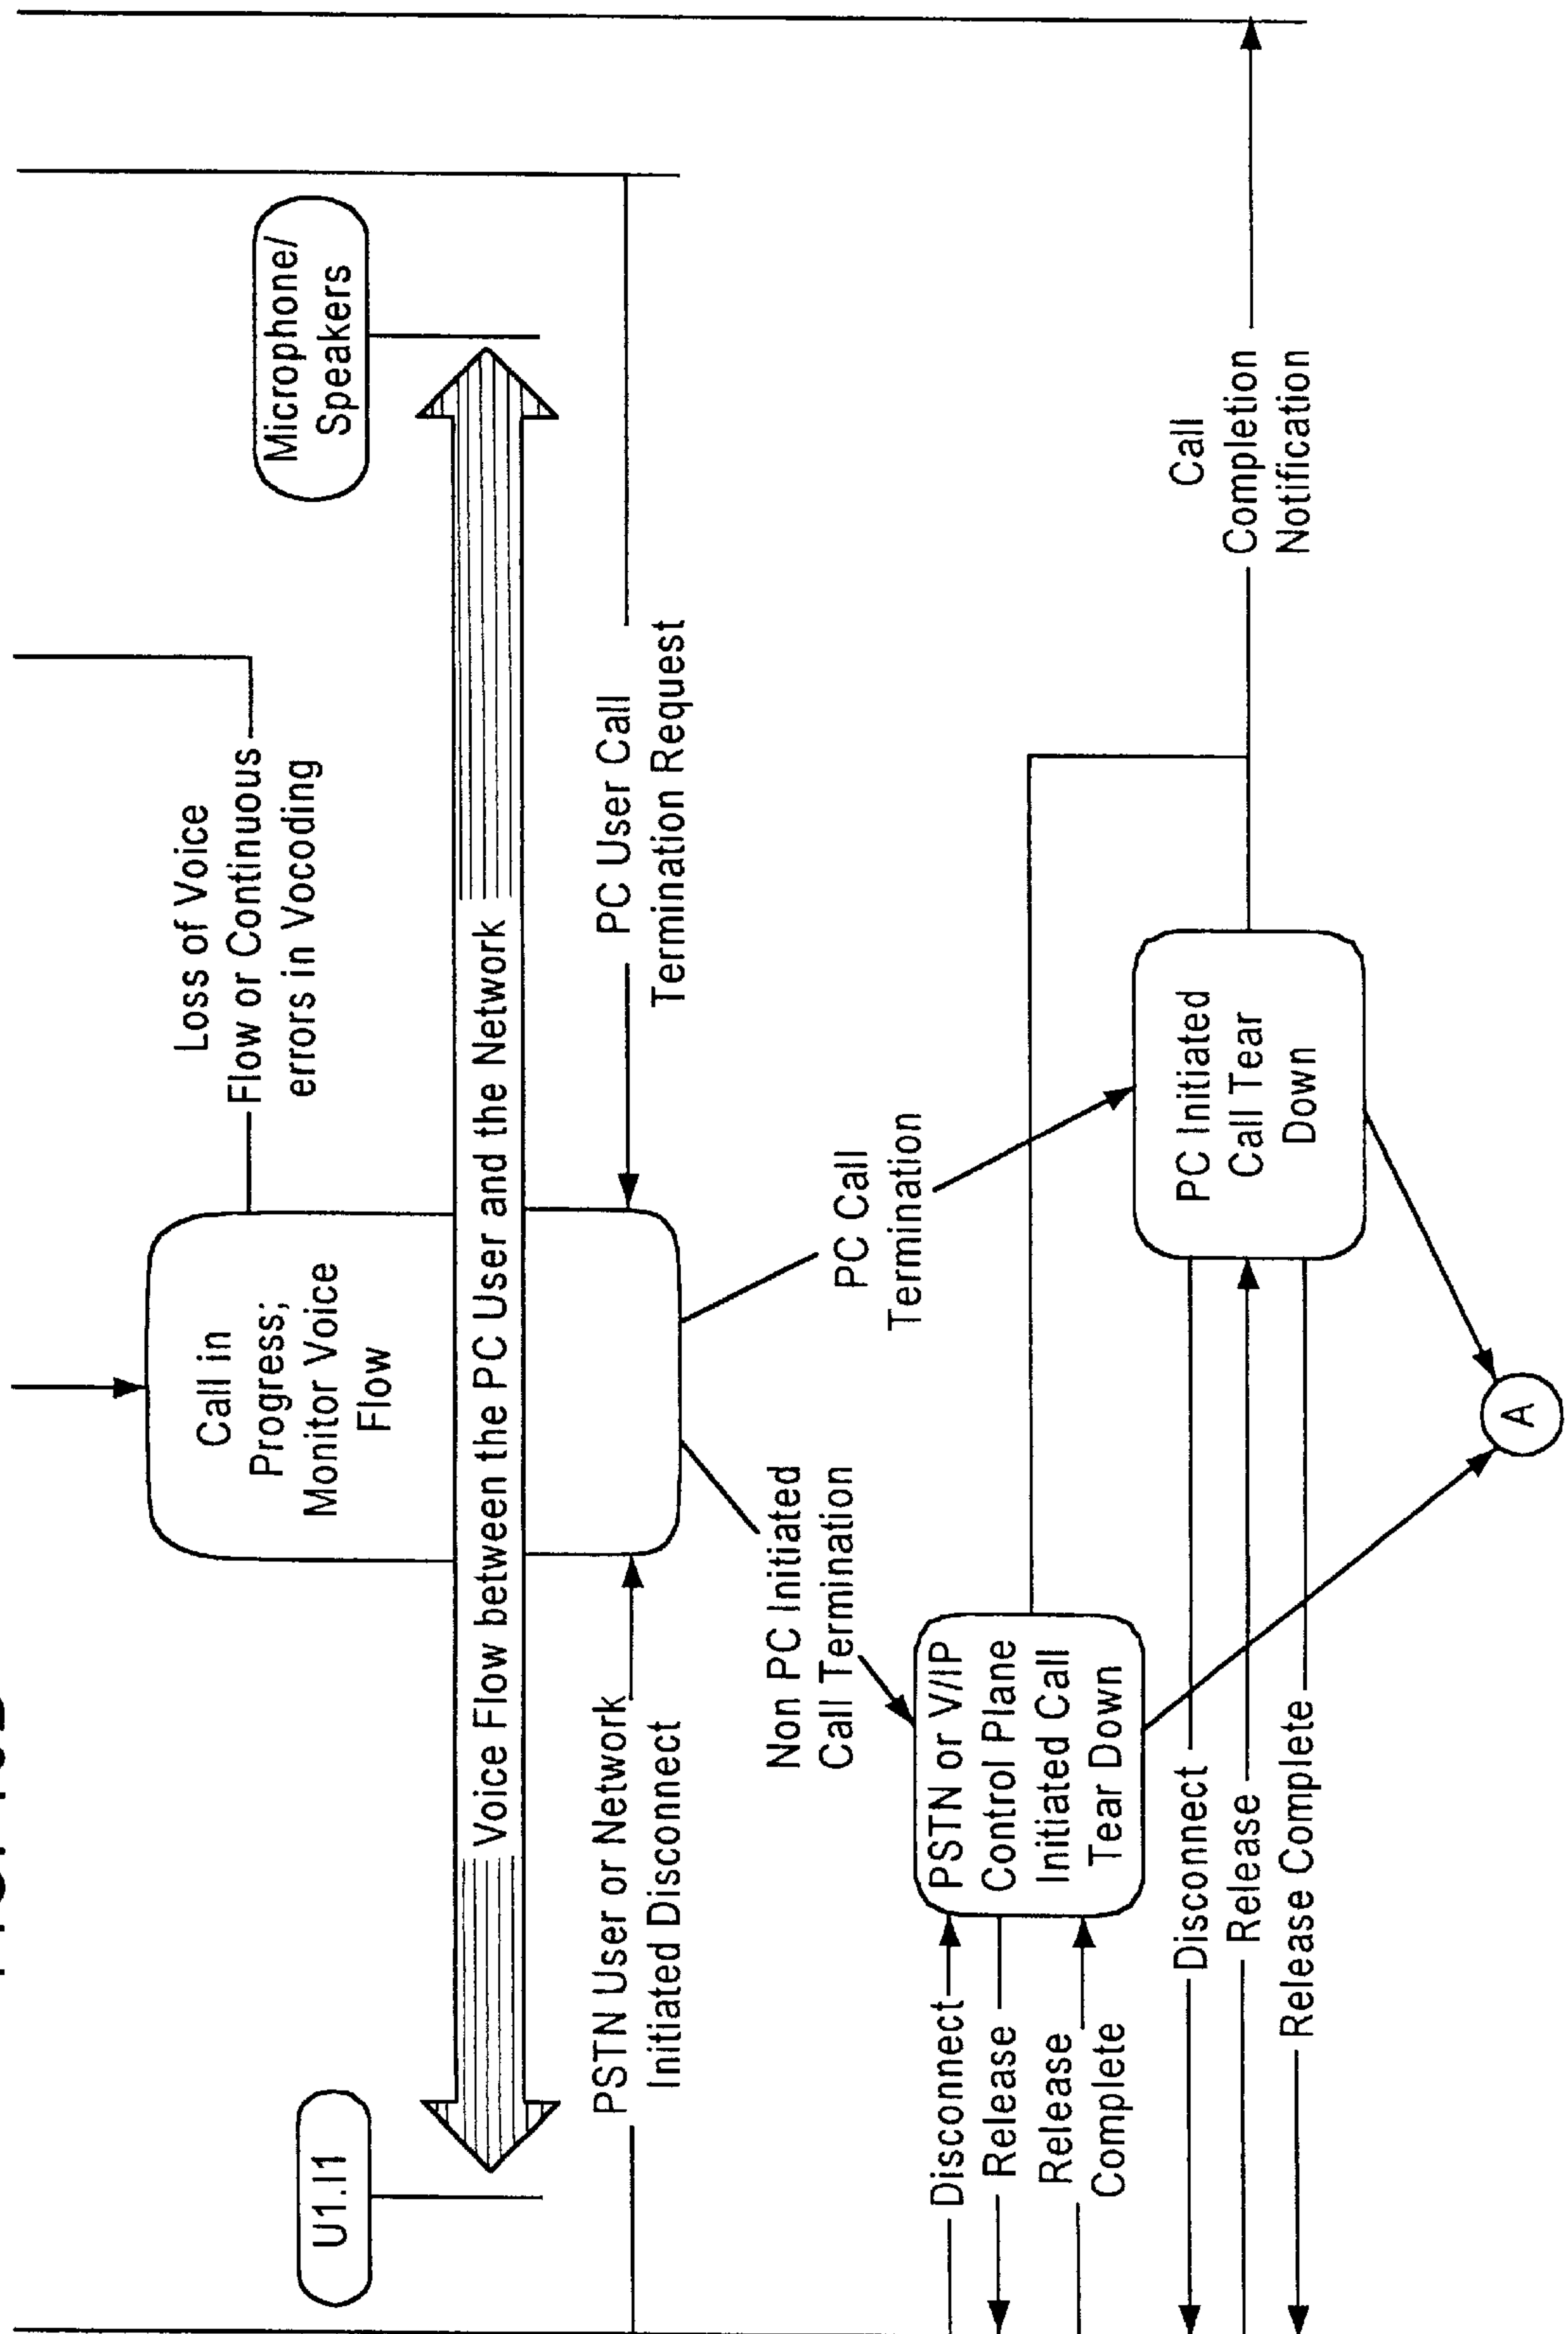 Microphone/
Speakers
U1.I1
Loss of Voice
Flow or Continuous
errors in Vocoding
Call in
Progress;
Monitor Voice
Flow
Voice Flow between the PC User and the Network
PSTN User or Network
Initiated Disconnect
PC User Call
Termination Request
Non PC Initiated
Call Termination
PC Call
Termination
PSTN or V/IP
Control Plane
Initiated Call
Tear Down
Disconnect
Release
Release
Complete
PC Initiated
Call Tear
Down
Call
Completion
Notification
Disconnect
Release
Release Complete
A